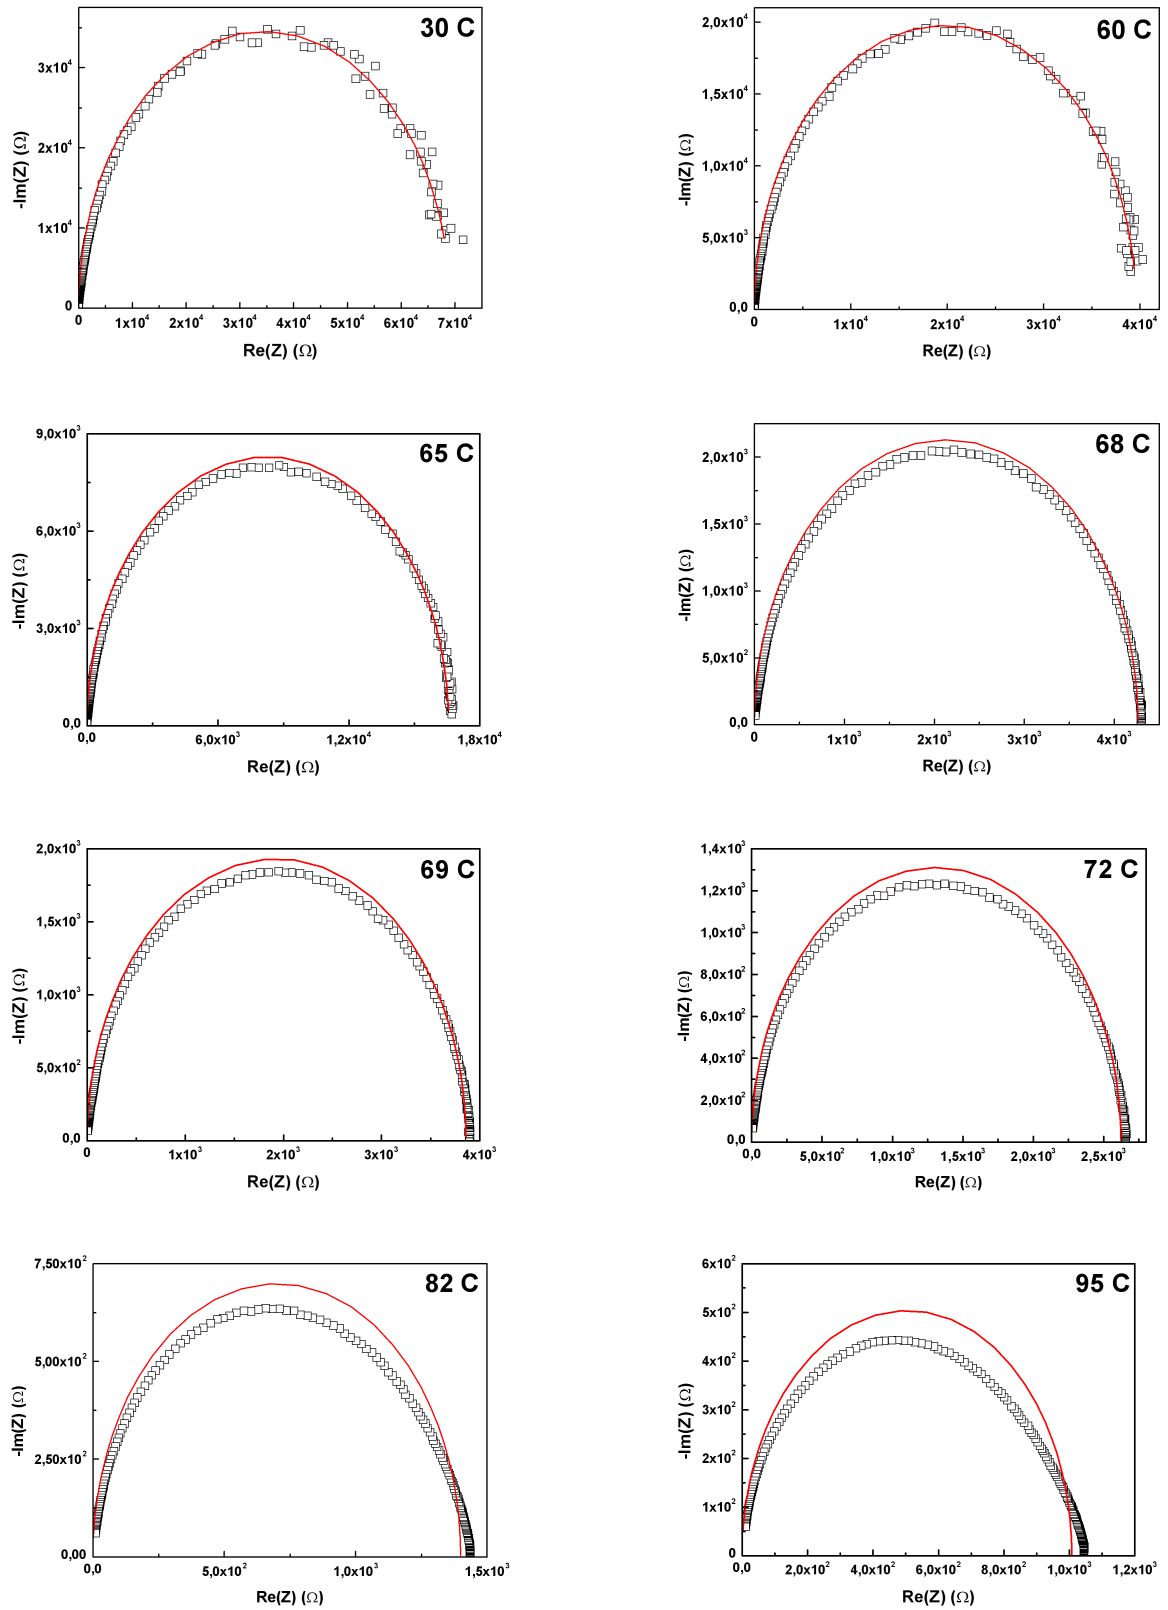 30 C
3x10⁴
2x10⁴
1x10⁴
0
0 1x10⁴ 2x10⁴ 3x10⁴ 4x10⁴ 5x10⁴ 6x10⁴ 7x10⁴
-Im(Z) (Ω)
Re(Z) (Ω)
60 C
2,0x10⁴
1,5x10⁴
1,0x10⁴
5,0x10³
0,0
0 1x10⁴ 2x10⁴ 3x10⁴ 4x10⁴
-Im(Z) (Ω)
Re(Z) (Ω)
65 C
9,0x10³
6,0x10³
3,0x10³
0,0
0,0 6,0x10³ 1,2x10⁴ 1,8x10⁴
-Im(Z) (Ω)
Re(Z) (Ω)
68 C
2,0x10³
1,5x10³
1,0x10³
5,0x10²
0,0
0 1x10³ 2x10³ 3x10³ 4x10³
-Im(Z) (Ω)
Re(Z) (Ω)
69 C
2,0x10³
1,5x10³
1,0x10³
5,0x10²
0,0
0 1x10³ 2x10³ 3x10³ 4x10³
-Im(Z) (Ω)
Re(Z) (Ω)
72 C
1,4x10³
1,2x10³
1,0x10³
8,0x10²
6,0x10²
4,0x10²
2,0x10²
0,0
0,0 5,0x10² 1,0x10³ 1,5x10³ 2,0x10³ 2,5x10³
-Im(Z) (Ω)
Re(Z) (Ω)
82 C
7,50x10²
5,00x10²
2,50x10²
0,00
0,0 5,0x10² 1,0x10³ 1,5x10³
-Im(Z) (Ω)
Re(Z) (Ω)
95 C
6x10²
5x10²
4x10²
3x10²
2x10²
1x10²
0
0,0 2,0x10² 4,0x10² 6,0x10² 8,0x10² 1,0x10³ 1,2x10³
-Im(Z) (Ω)
Re(Z) (Ω)